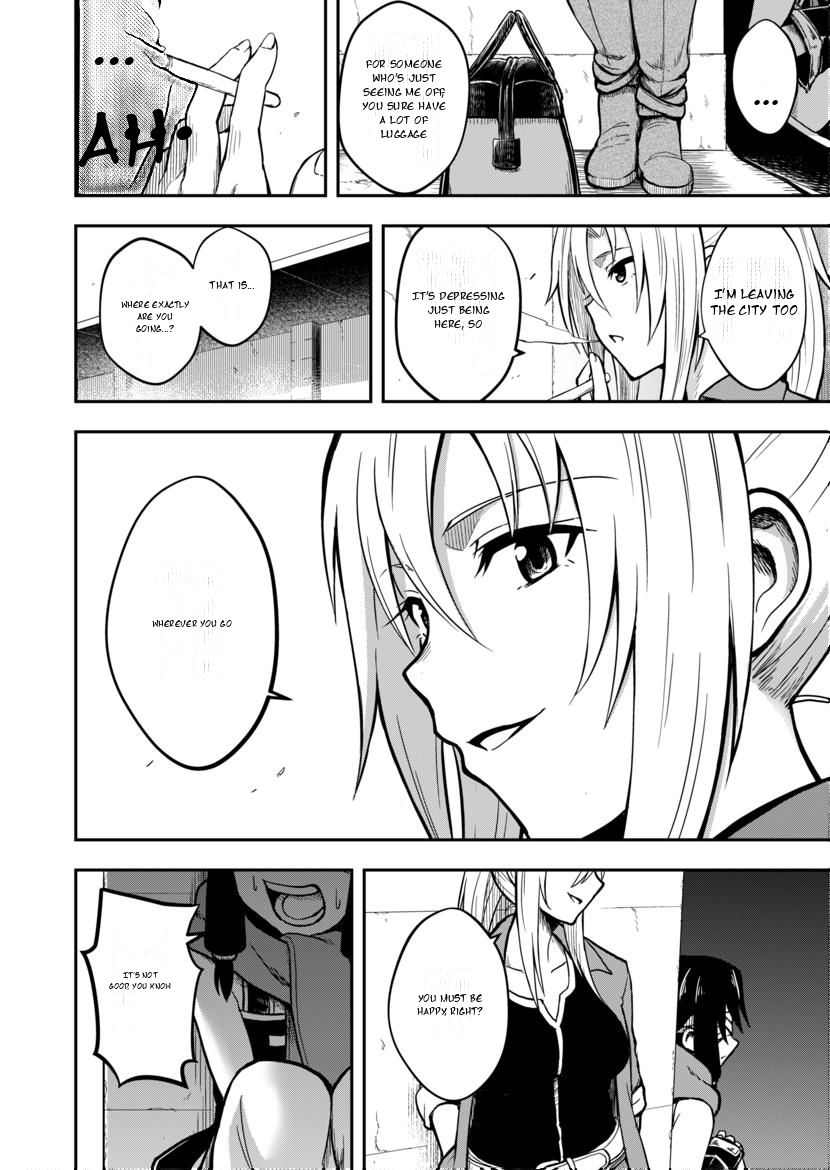 ...
FOR SOMEONE
WHO'S JUST
SEEING ME OFF,
YOU SURE HAVE
A LOT OF
LUGGAGE
...
AH.
I'M LEAVING
THE CITY TOO
IT'S DEPRESSING
JUST BEING
HERE, SO
THAT IS...
WHERE EXACTLY
ARE YOU
GOING...?
WHEREVER YOU GO
YOU MUST BE
HAPPY, RIGHT?
IT'S NOT
GOOD, YOU KNOW